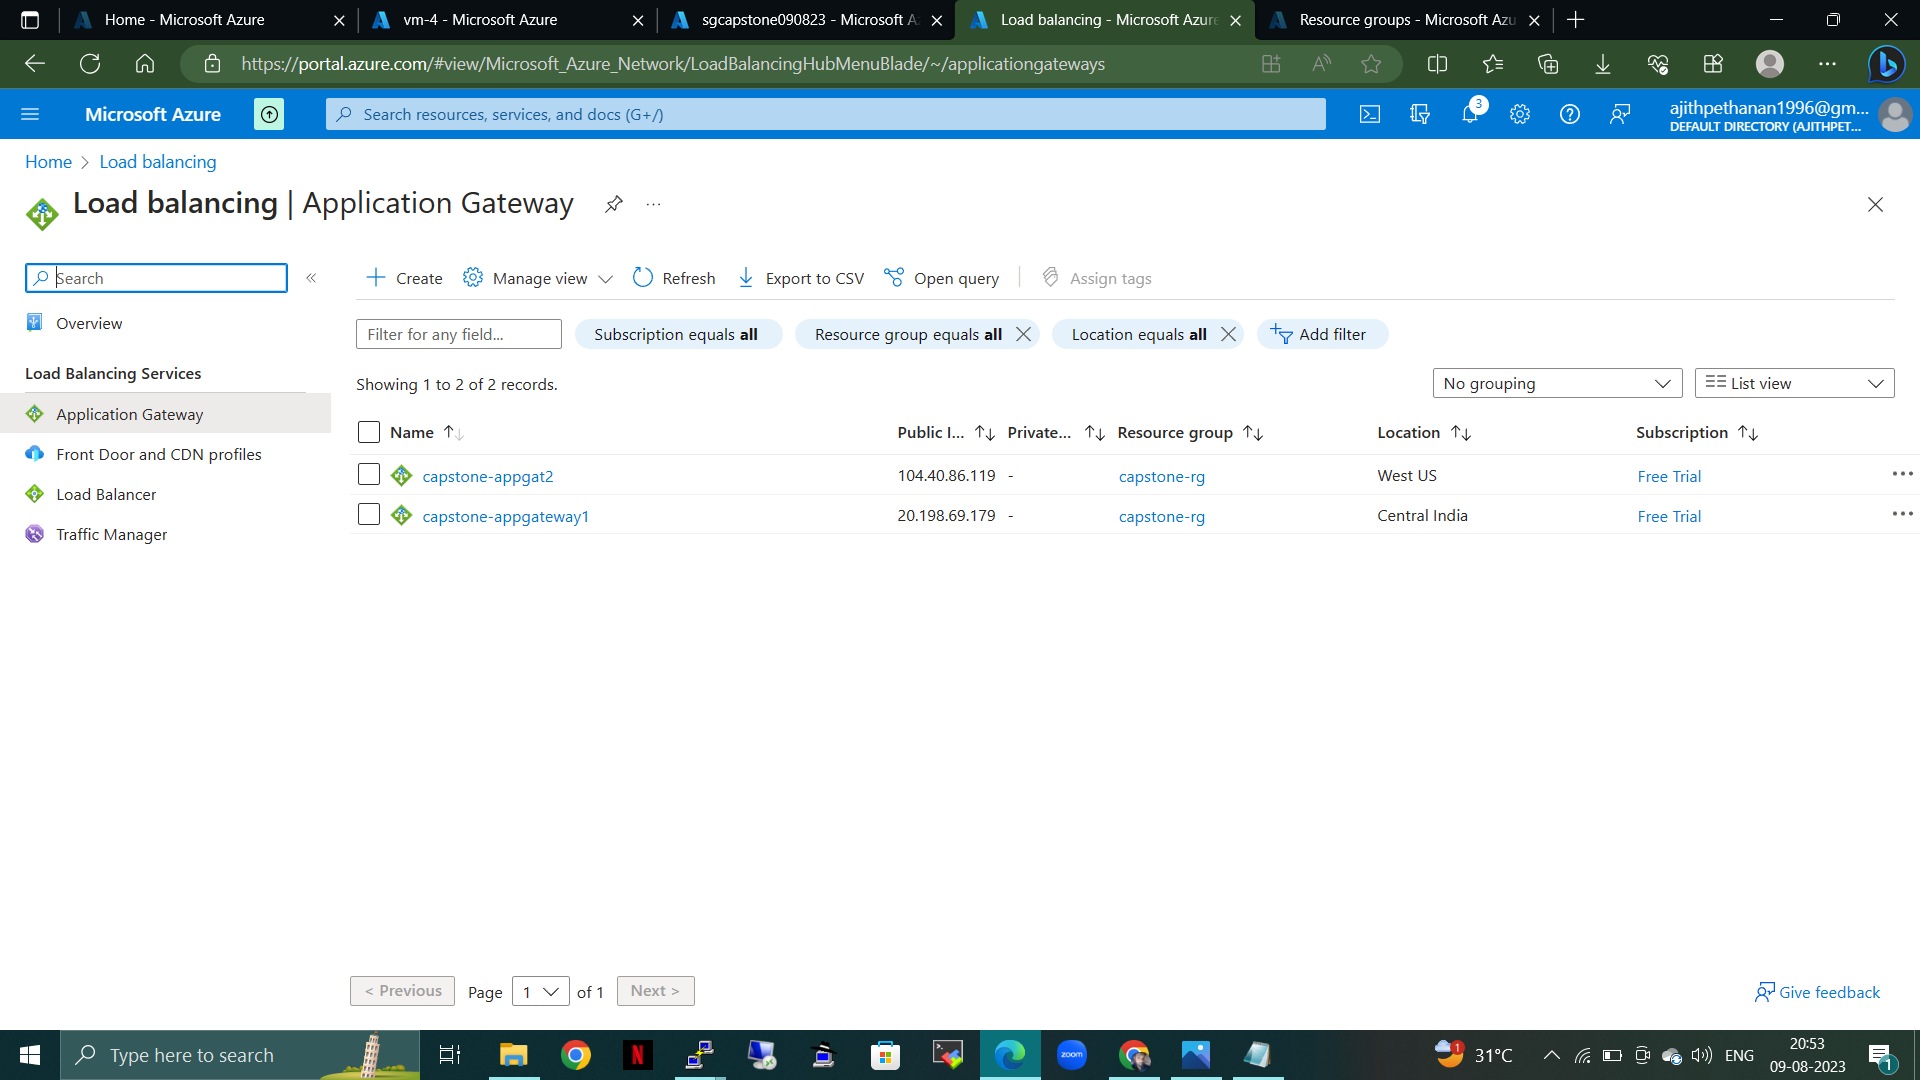 Home - Microsoft Azure
vm-4 - Microsoft Azure
sgcapstone090823 - Microsoft A
Load balancing - Microsoft Azure
Resource groups - Microsoft Azu
https://portal.azure.com/#view/Microsoft_Azure_Network/LoadBalancingHubMenuBlade/~/applicationgateways
Microsoft Azure
Search resources, services, and docs (G+/)
3
ajithpethanan1996@gm...
DEFAULT DIRECTORY (AJITHPET...
Home > Load balancing
Load balancing | Application Gateway
Search
Create
Manage view
Refresh
Export to CSV
Open query
Assign tags
Overview
Filter for any field...
Subscription equals all
Resource group equals all
Location equals all
Add filter
Load Balancing Services
Showing 1 to 2 of 2 records.
No grouping
List view
Application Gateway
Front Door and CDN profiles
Load Balancer
Traffic Manager
Name
Public I...
Private...
Resource group
Location
Subscription
capstone-appgat2
104.40.86.119
-
capstone-rg
West US
Free Trial
capstone-appgateway1
20.198.69.179
-
capstone-rg
Central India
Free Trial
< Previous
Page
1
of 1
Next >
Give feedback
Type here to search
N
zoom
1
31°C
ENG
20:53
09-08-2023
1